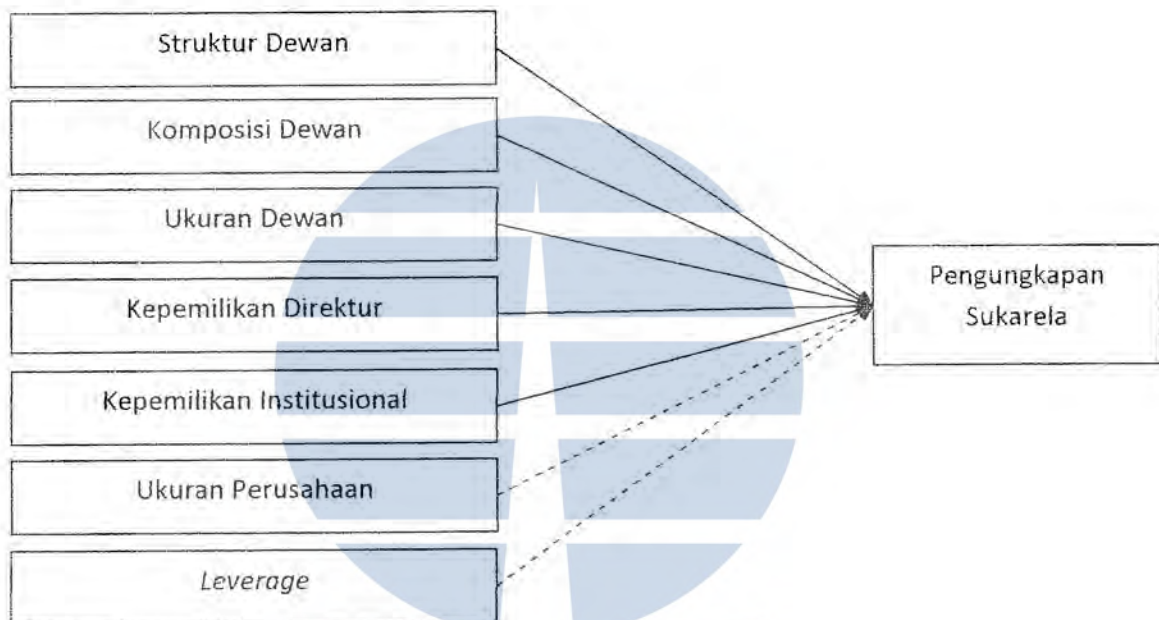 Struktur Dewan
Komposisi Dewan
Ukuran Dewan
Kepemilikan Direktur
Kepemilikan Institusional
Ukuran Perusahaan
Leverage
Pengungkapan
Sukarela